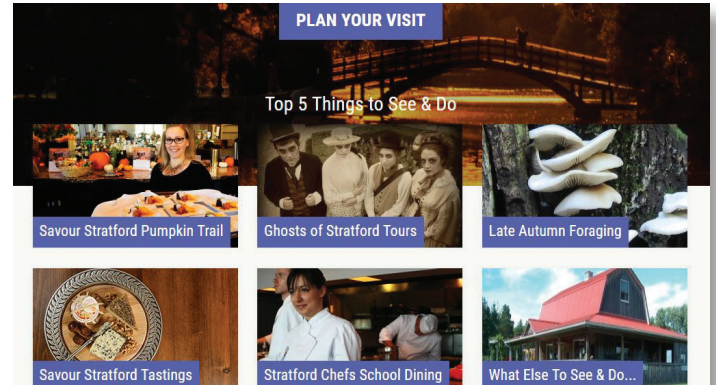 PLAN YOUR VISIT
Top 5 Things to See & Do
Savour Stratford Pumpkin Trail
Ghosts of Stratford Tours
Late Autumn Foraging
Savour Stratford Tastings
Stratford Chefs School Dining
What Else To See & Do...